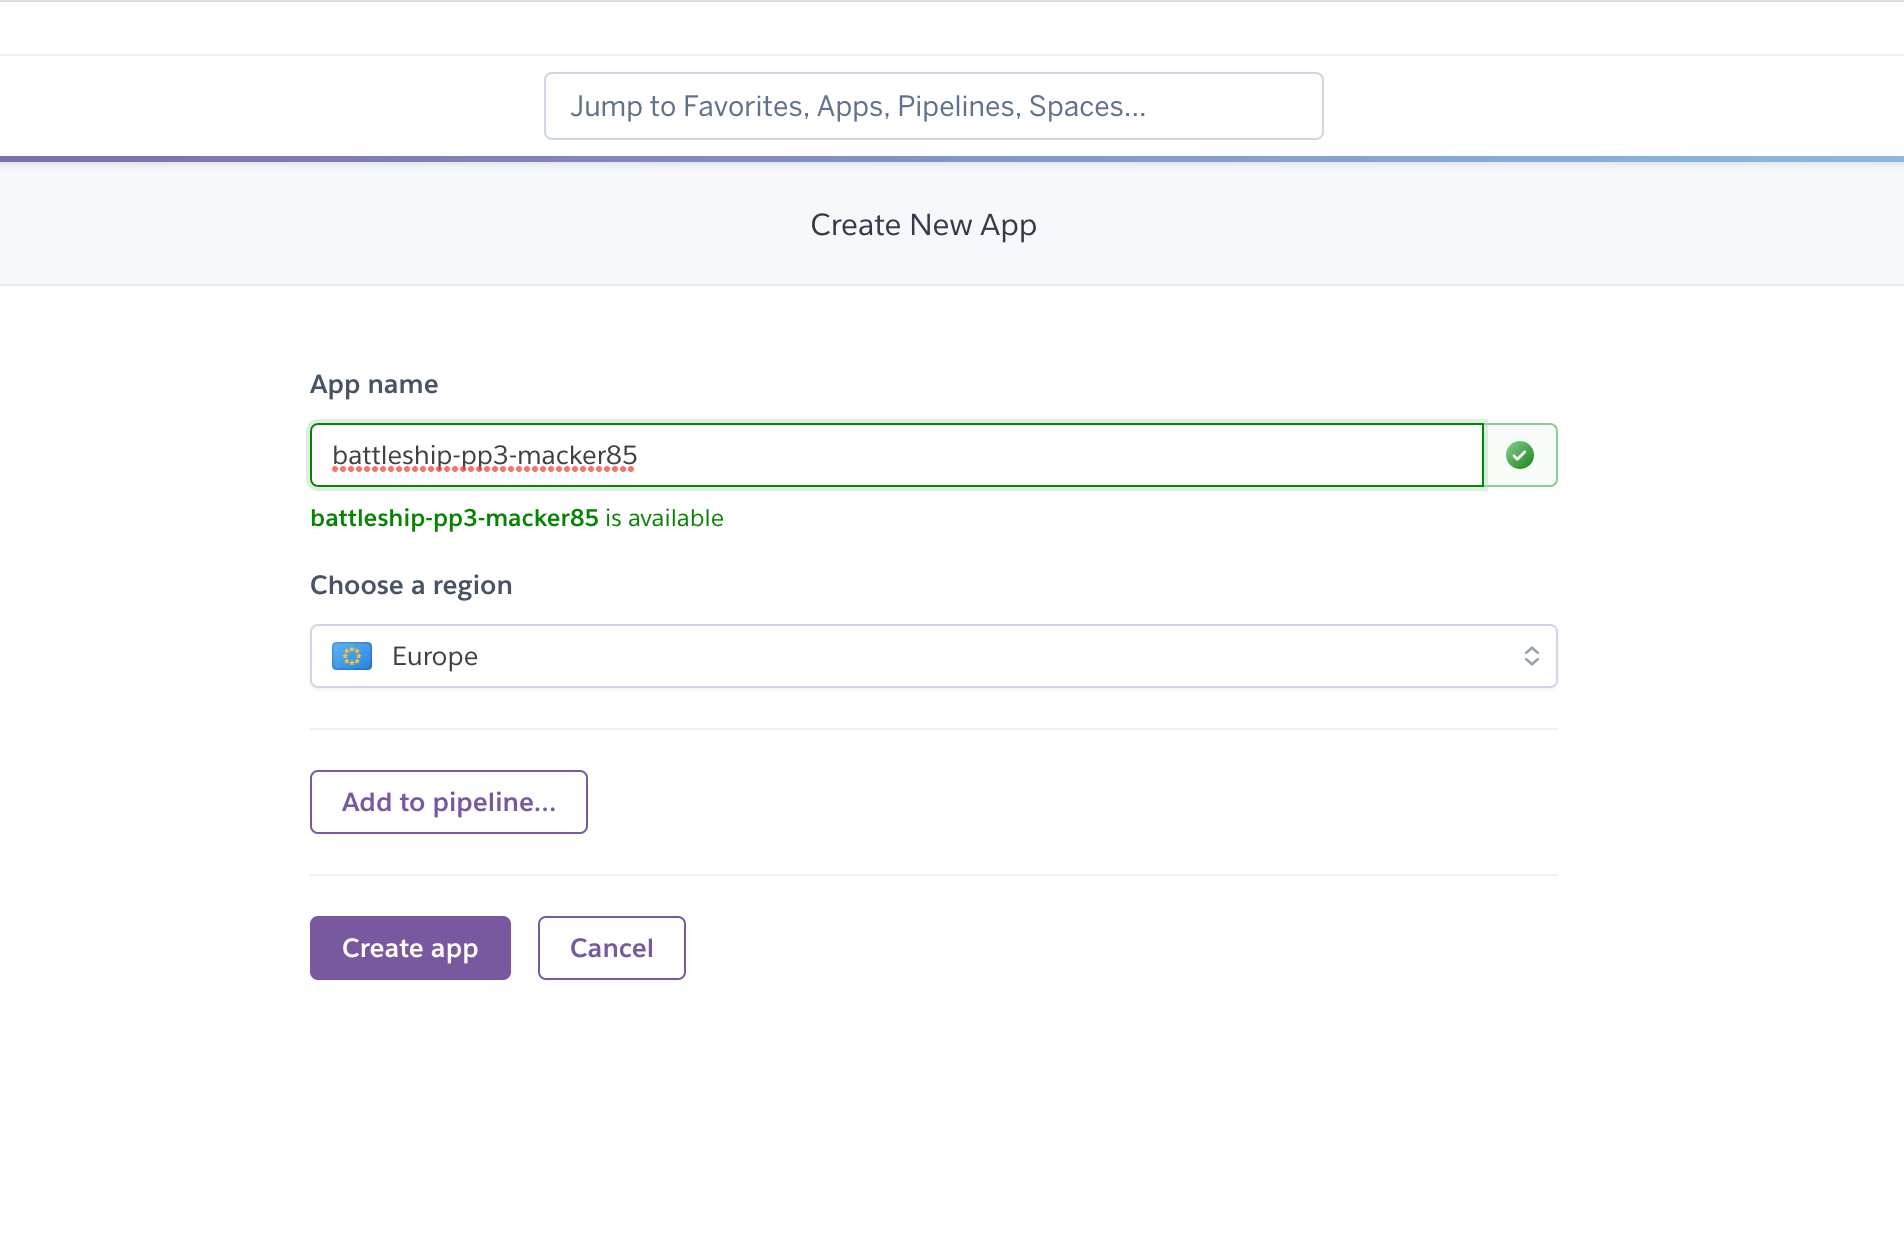 Jump to Favorites, Apps, Pipelines, Spaces...
Create New App
App name
battleship-pp3-macker85
battleship-pp3-macker85 is available
Choose a region
Europe
Add to pipeline...
Create app
Cancel